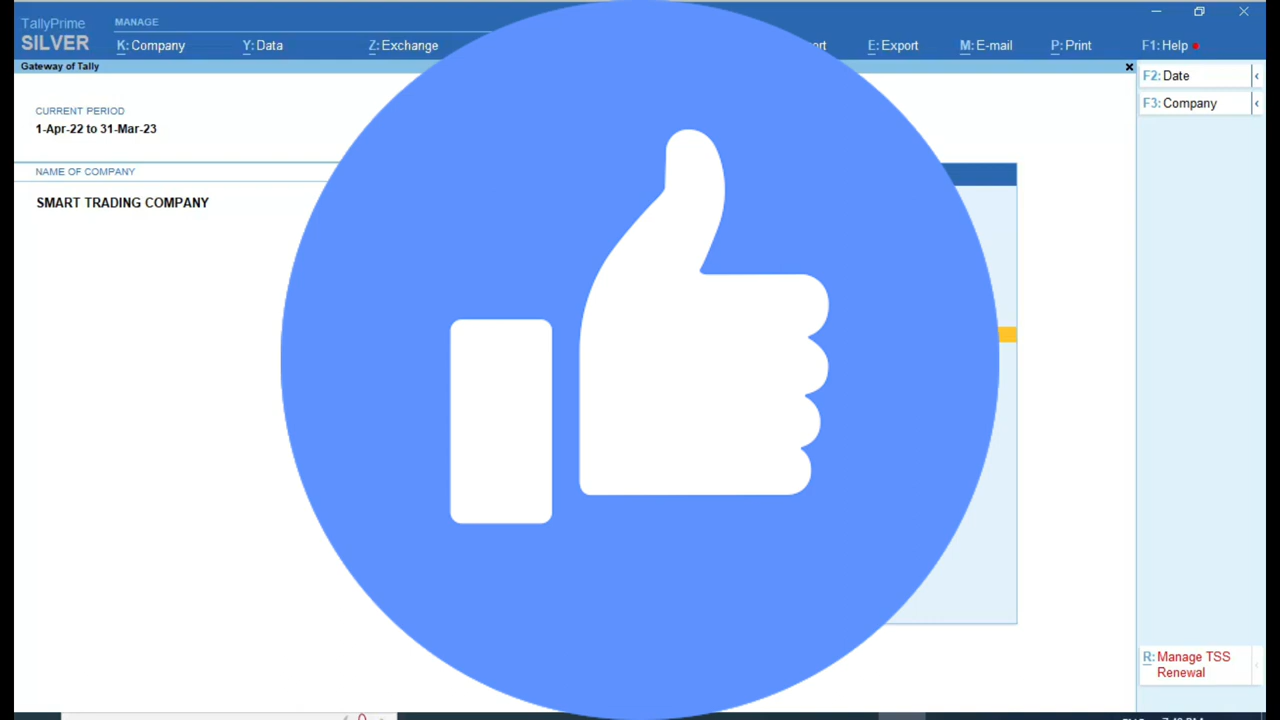 TallyPrime
SILVER
MANAGE
K: Company
Y: Data
Z: Exchange
E: Export
M: E-mail
P: Print
F1: Help
Gateway of Tally
F2: Date
F3: Company
CURRENT PERIOD
1-Apr-22 to 31-Mar-23
NAME OF COMPANY
SMART TRADING COMPANY
R: Manage TSS
Renewal